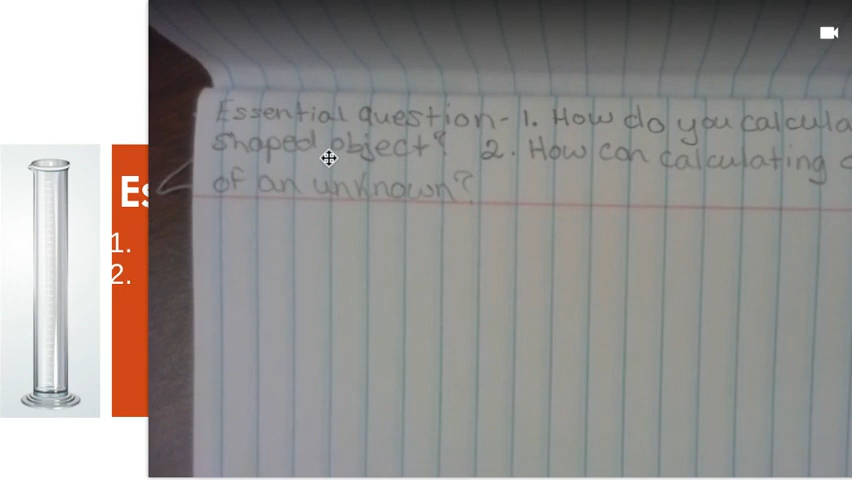 Essential question- 1. How do you calcula
shaped object? 2. How can calculating
of an unknown?
Es
1.
2.